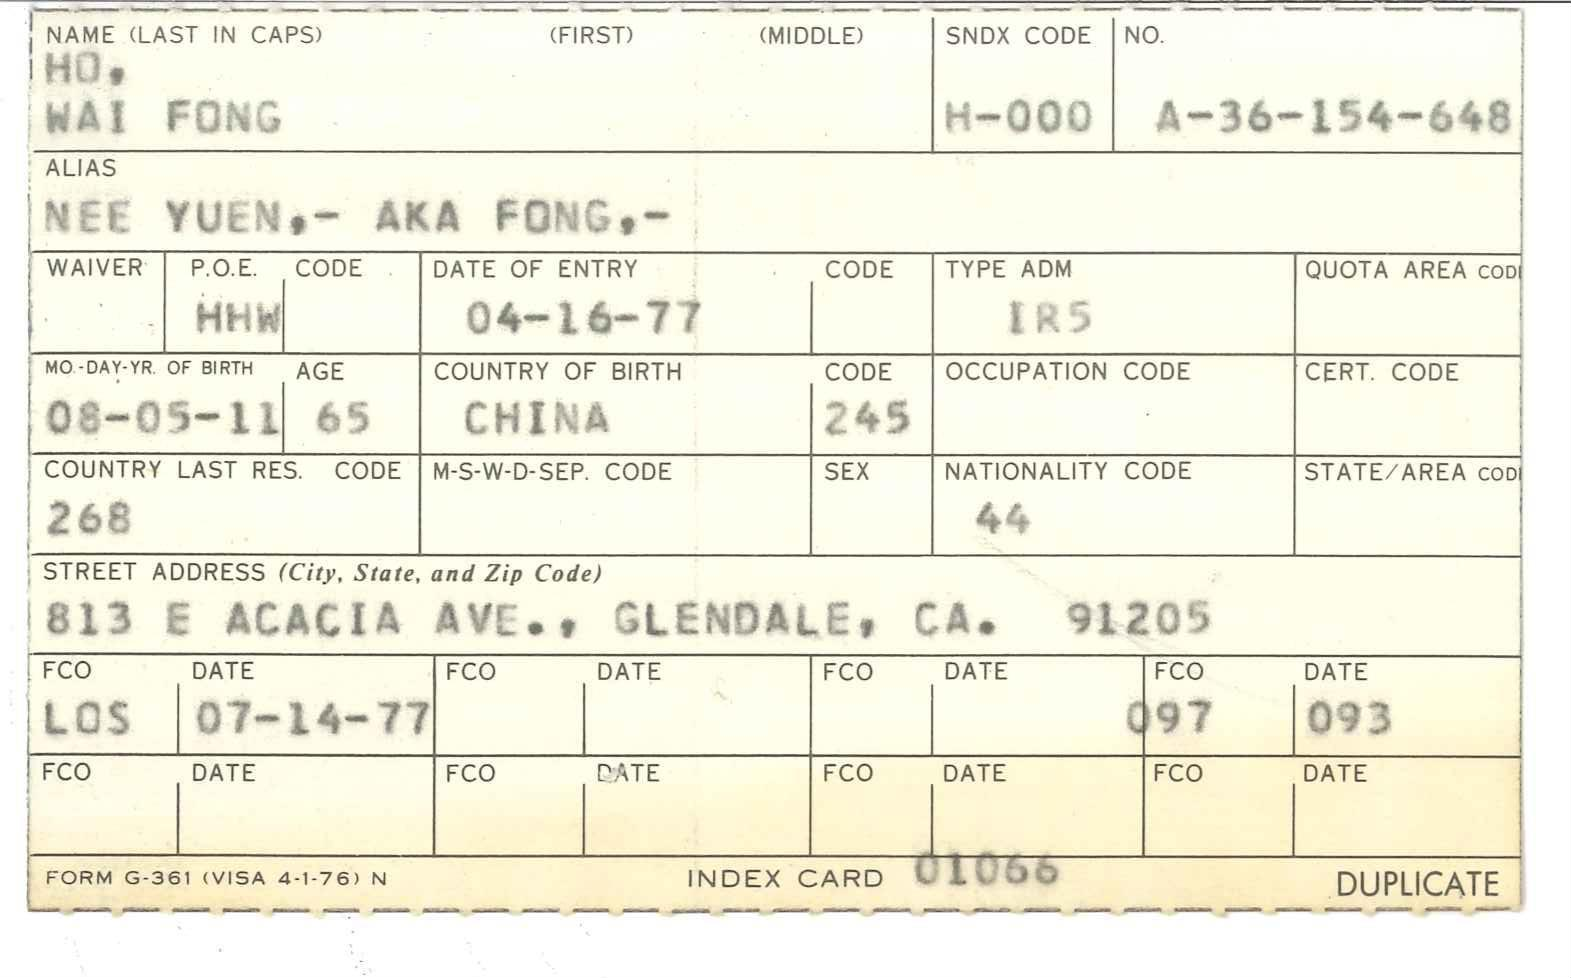 NAME (LAST IN CAPS) (FIRST) (MIDDLE) SNDX CODE NO.
HO,
WAI FONG H-000 A-36-154-648
ALIAS
NEE YUEN,- AKA FONG,-
WAIVER P.O.E. CODE DATE OF ENTRY CODE TYPE ADM QUOTA AREA CODE
HHW 04-16-77 IR5
MO.-DAY-YR. OF BIRTH AGE COUNTRY OF BIRTH CODE OCCUPATION CODE CERT. CODE
08-05-11 65 CHINA 245
COUNTRY LAST RES. CODE M-S-W-D-SEP. CODE SEX NATIONALITY CODE STATE/AREA CODE
268 44
STREET ADDRESS (City, State, and Zip Code)
813 E ACACIA AVE., GLENDALE, CA. 91205
FCO DATE FCO DATE FCO DATE FCO DATE
LOS 07-14-77 097 093
FCO DATE FCO DATE FCO DATE FCO DATE
FORM G-361 (VISA 4-1-76) N INDEX CARD 01066 DUPLICATE